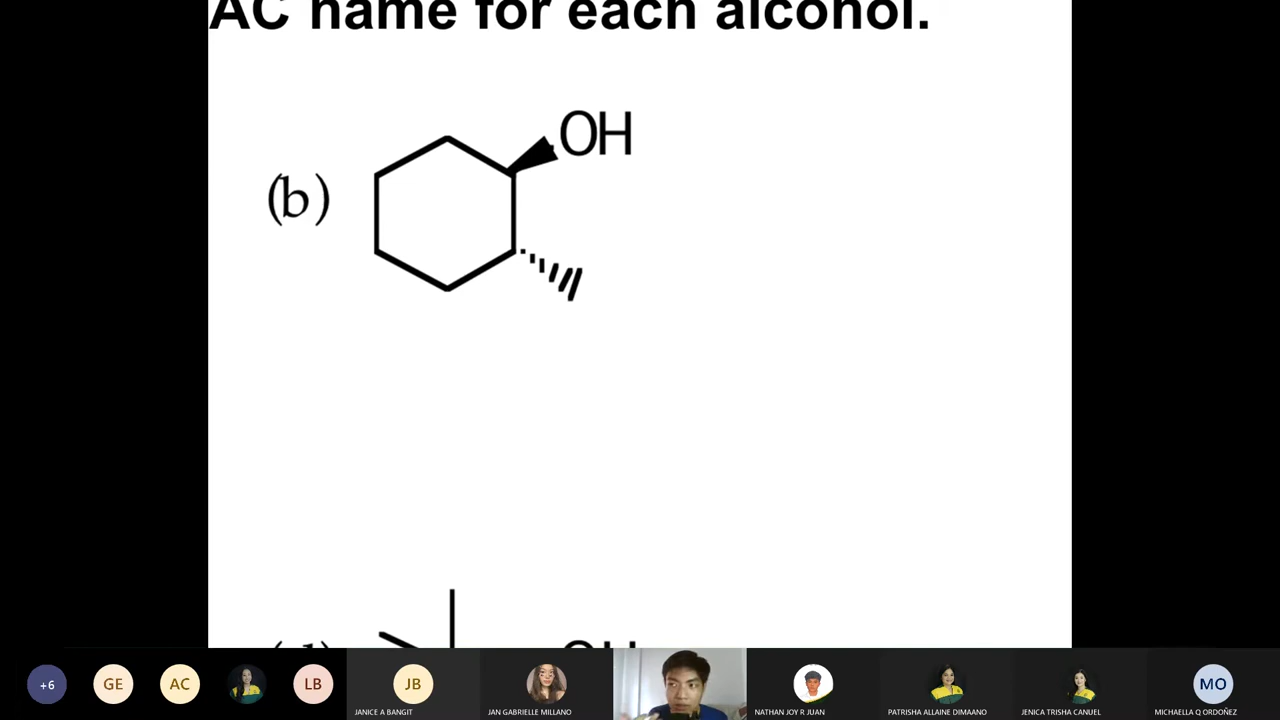 AC name for each alcohol.
OH
(b)
OH
+6
GE
AC
LB
JB
MO
JANICE A BANGIT
JAN GABRIELLE MILLANO
NATHAN JOY R JUAN
PATRISHA ALLAINE DIMAANO
JENICA TRISHA CANUEL
MICHAELLA Q ORDOÑEZ